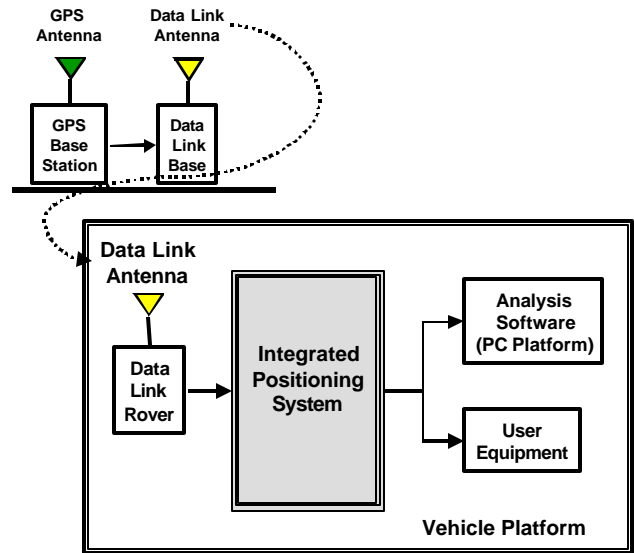 GPS
Antenna
Data Link
Antenna
GPS
Base
Station
Data
Link
Base
Data Link
Antenna
Data
Link
Rover
Integrated
Positioning
System
Analysis
Software
(PC Platform)
User
Equipment
Vehicle Platform